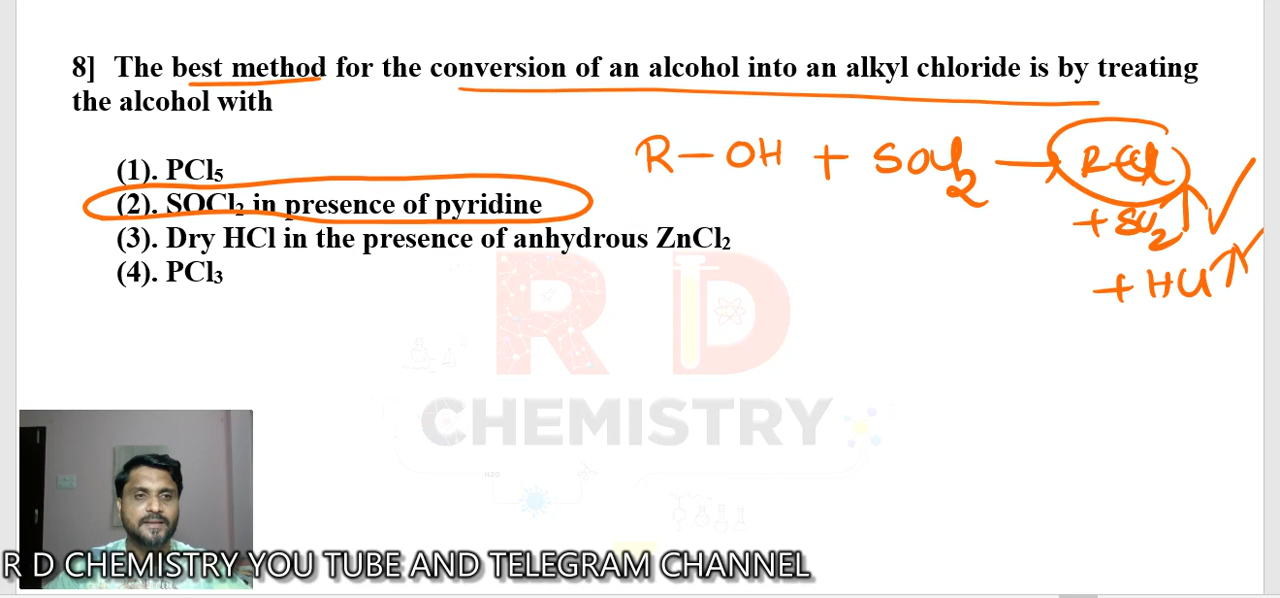 8] The best method for the conversion of an alcohol into an alkyl chloride is by treating
the alcohol with
R-OH + SOCl2 → RCl
+ SO2 ↑
+ HCl ↑
(1). PCl5
(2). SOCl2 in presence of pyridine
(3). Dry HCl in the presence of anhydrous ZnCl2
(4). PCl3
R D
CHEMISTRY
H2O
R D CHEMISTRY YOU TUBE AND TELEGRAM CHANNEL